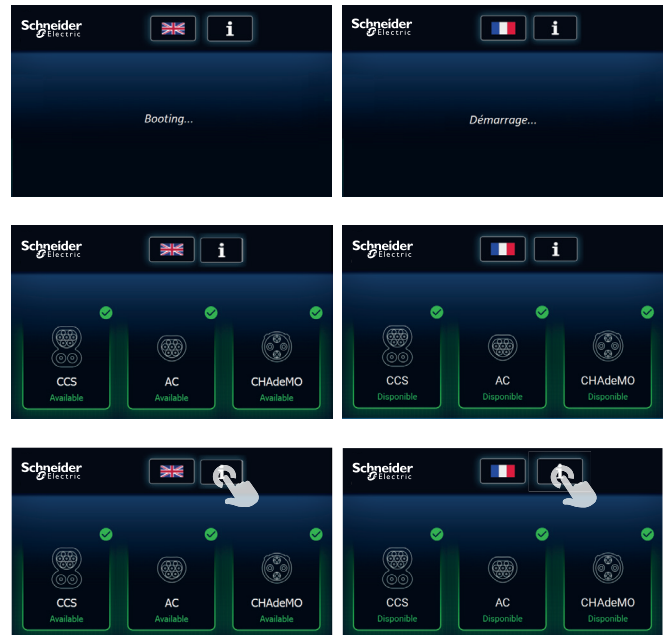 Schneider
Electric
i
Booting...
Schneider
Electric
i
Démarrage...
Schneider
Electric
i
CCS
AC
CHAdeMO
Available
Available
Available
Schneider
Electric
i
CCS
AC
CHAdeMO
Disponible
Disponible
Disponible
Schneider
Electric
CCS
AC
CHAdeMO
Available
Available
Available
Schneider
Electric
CCS
AC
CHAdeMO
Disponible
Disponible
Disponible